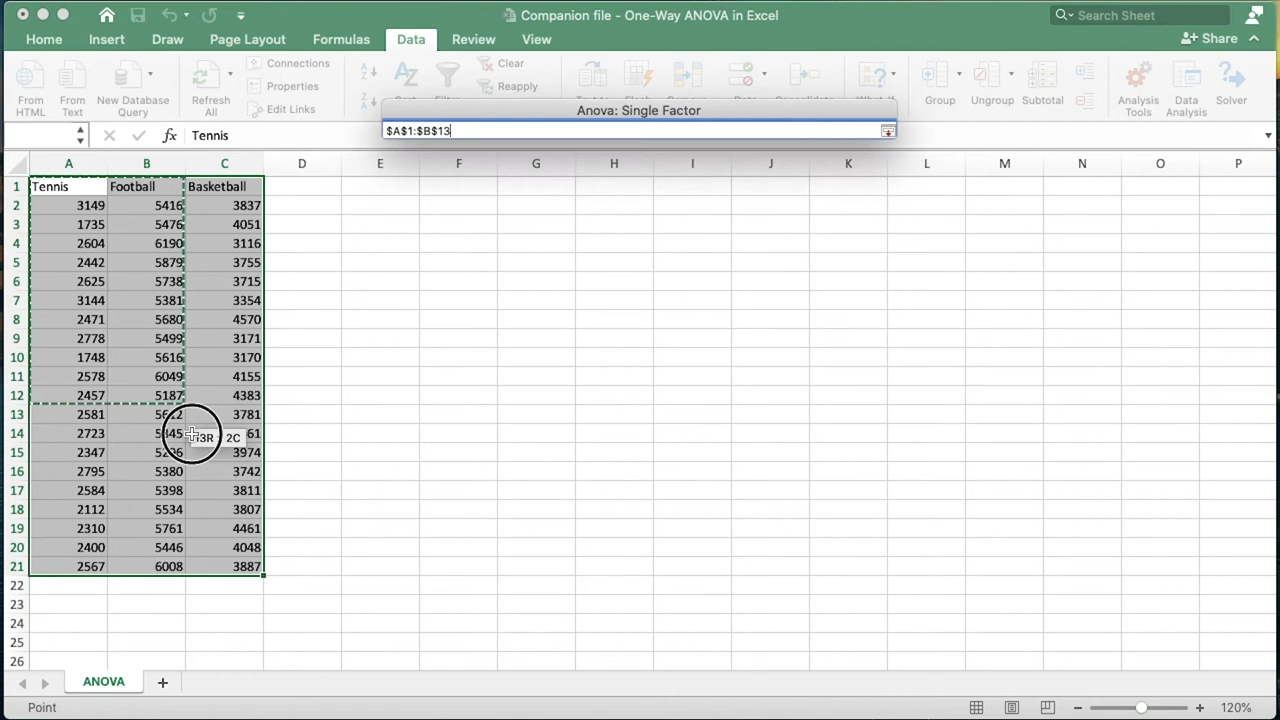 Companion file - One-Way ANOVA in Excel
Search Sheet
Home Insert Draw Page Layout Formulas Data Review View
Share
From HTML
From Text
New Database Query
Refresh All
Connections
Properties
Edit Links
Clear
Reapply
Group
Ungroup
Subtotal
Analysis Tools
Data Analysis
Solver
Anova: Single Factor
$A$1:$B$13
fx Tennis
A B C D E F G H I J K L M N O P
1 Tennis Football Basketball
2 3149 5416 3837
3 1735 5476 4051
4 2604 6190 3116
5 2442 5879 3755
6 2625 5738 3715
7 3144 5381 3354
8 2471 5680 4570
9 2778 5499 3171
10 1748 5616 3170
11 2578 6049 4155
12 2457 5187 4383
13 2581 5612 3781
14 2723 2C
15 2347 3974
16 2795 5380 3742
17 2584 5398 3811
18 2112 5534 3807
19 2310 5761 4461
20 2400 5446 4048
21 2567 6008 3887
22
23
24
25
26
ANOVA
Point
120%